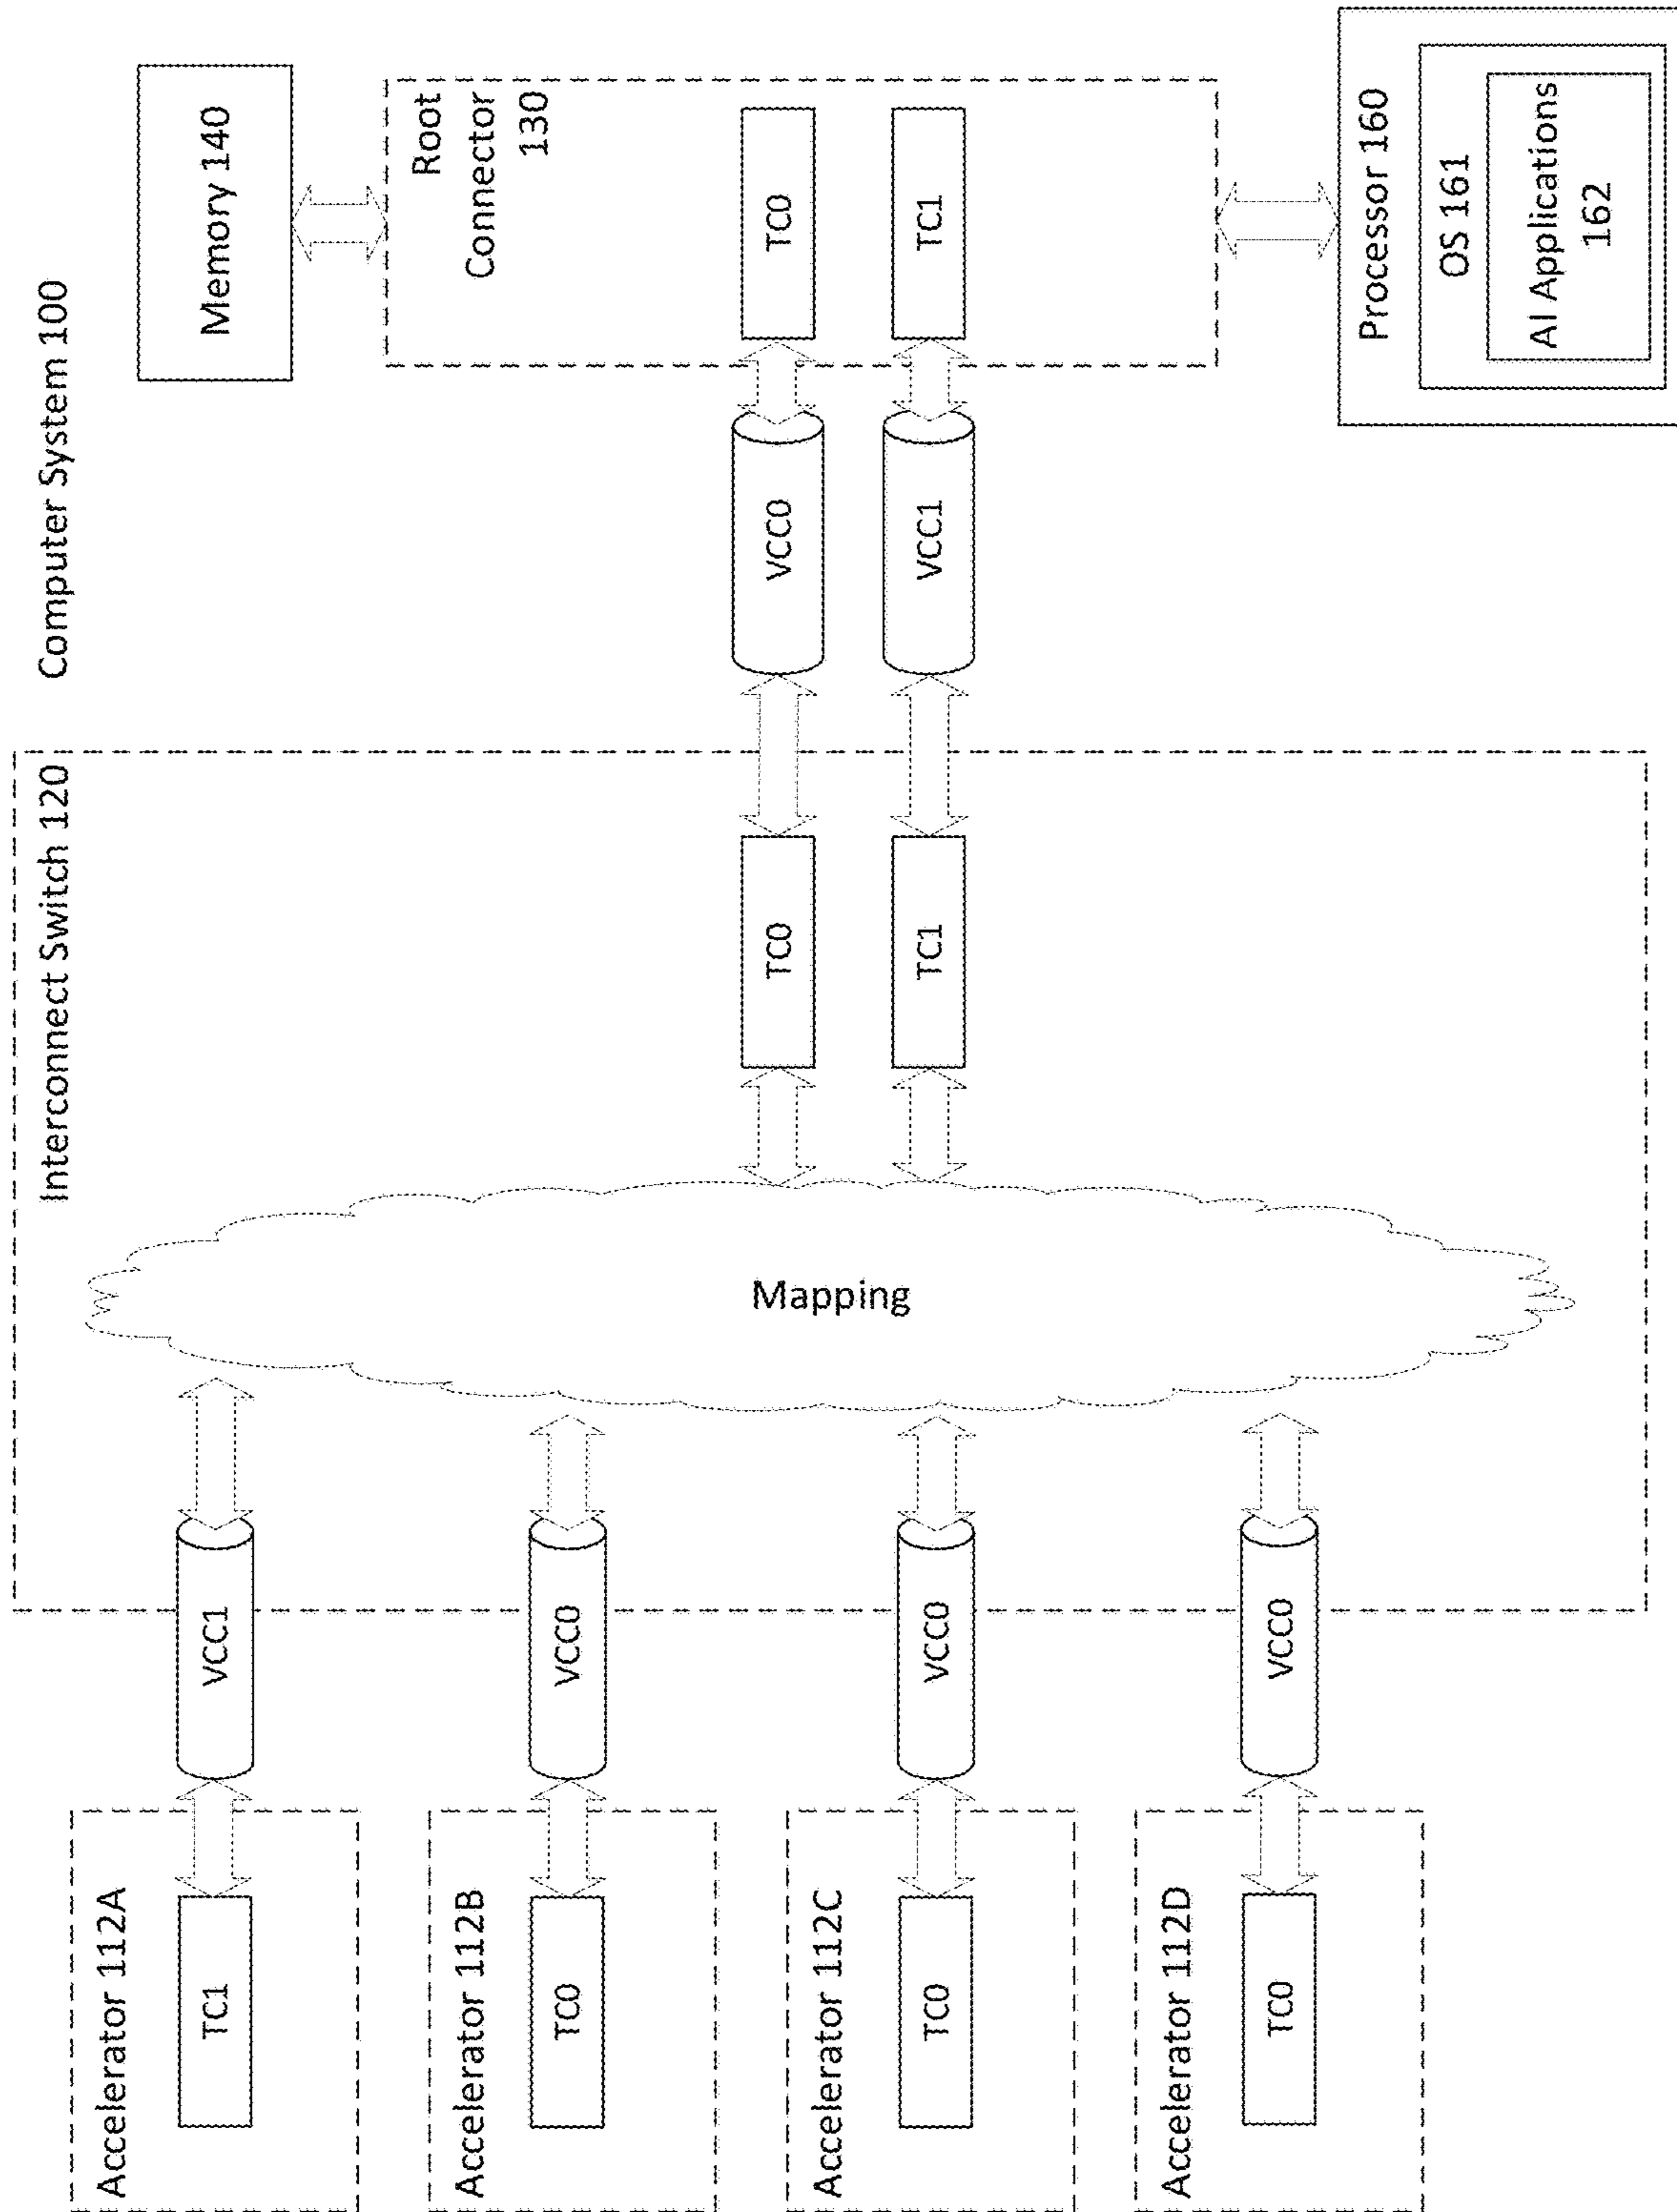 Computer System 100
Interconnect Switch 120
Accelerator 112A
TC1
VCC1
Accelerator 112B
TC0
VCC0
Accelerator 112C
TC0
VCC0
Accelerator 112D
TC0
VCC0
Mapping
TC0
TC1
VCC0
VCC1
Memory 140
Root
Connector
130
TC0
TC1
Processor 160
OS 161
AI Applications
162